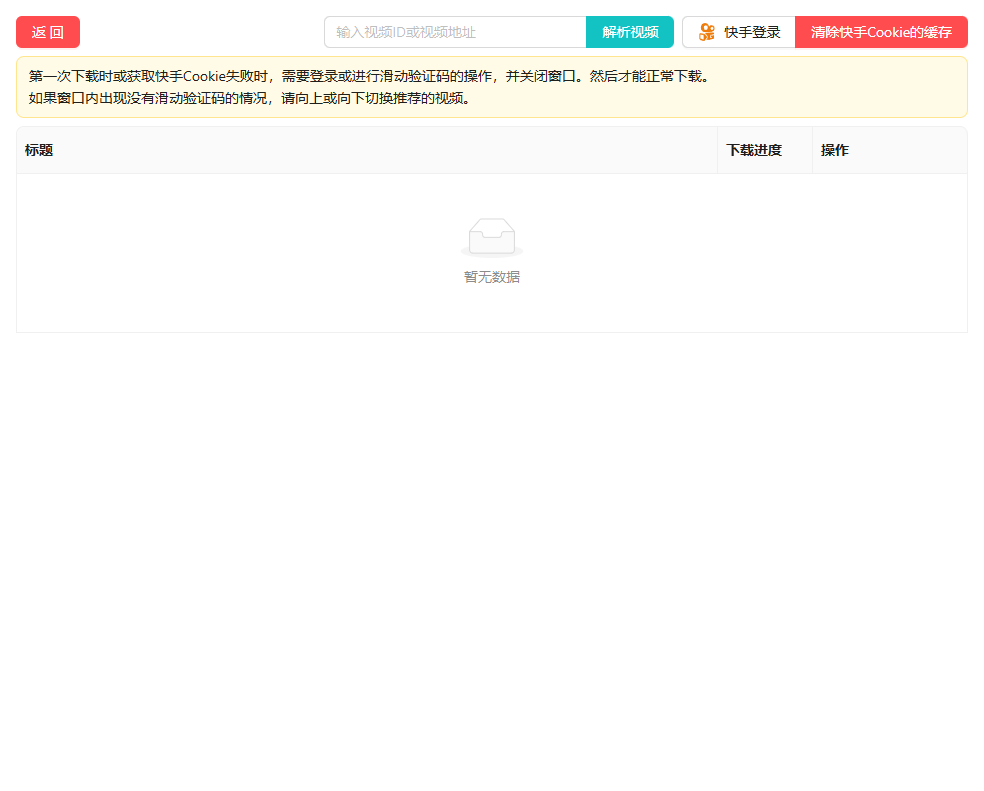 返 回
输入视频ID或视频地址
解析视频
快手登录
清除快手Cookie的缓存
第一次下载时或获取快手Cookie失败时，需要登录或进行滑动验证码的操作，并关闭窗口。然后才能正常下载。
如果窗口内出现没有滑动验证码的情况，请向上或向下切换推荐的视频。
标题
下载进度
操作
暂无数据